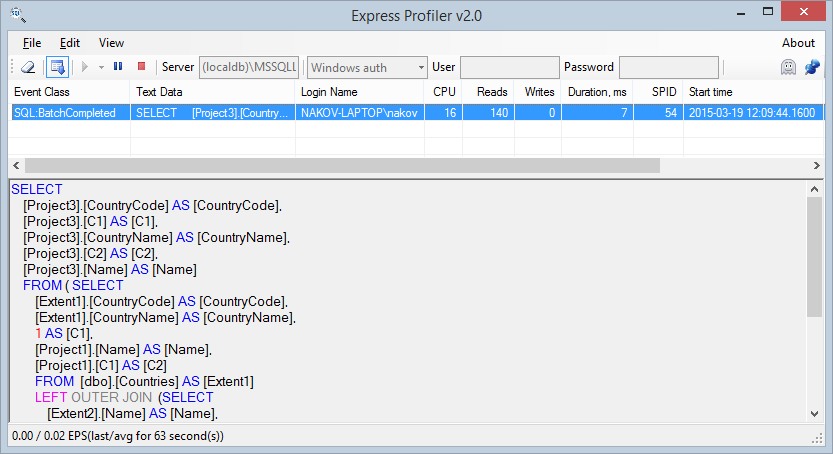 Express Profiler v2.0
File Edit View About
Server (localdb)\MSSQLL Windows auth User Password
Event Class Text Data Login Name CPU Reads Writes Duration, ms SPID Start time
SQL:BatchCompleted SELECT [Project3].[Country... NAKOV-LAPTOP\nakov 16 140 0 7 54 2015-03-19 12:09:44.1600
SELECT
[Project3].[CountryCode] AS [CountryCode],
[Project3].[C1] AS [C1],
[Project3].[CountryName] AS [CountryName],
[Project3].[C2] AS [C2],
[Project3].[Name] AS [Name]
FROM ( SELECT
[Extent1].[CountryCode] AS [CountryCode],
[Extent1].[CountryName] AS [CountryName],
1 AS [C1],
[Project1].[Name] AS [Name],
[Project1].[C1] AS [C2]
FROM [dbo].[Countries] AS [Extent1]
LEFT OUTER JOIN (SELECT
[Extent2].[Name] AS [Name],
0.00 / 0.02 EPS(last/avg for 63 second(s))